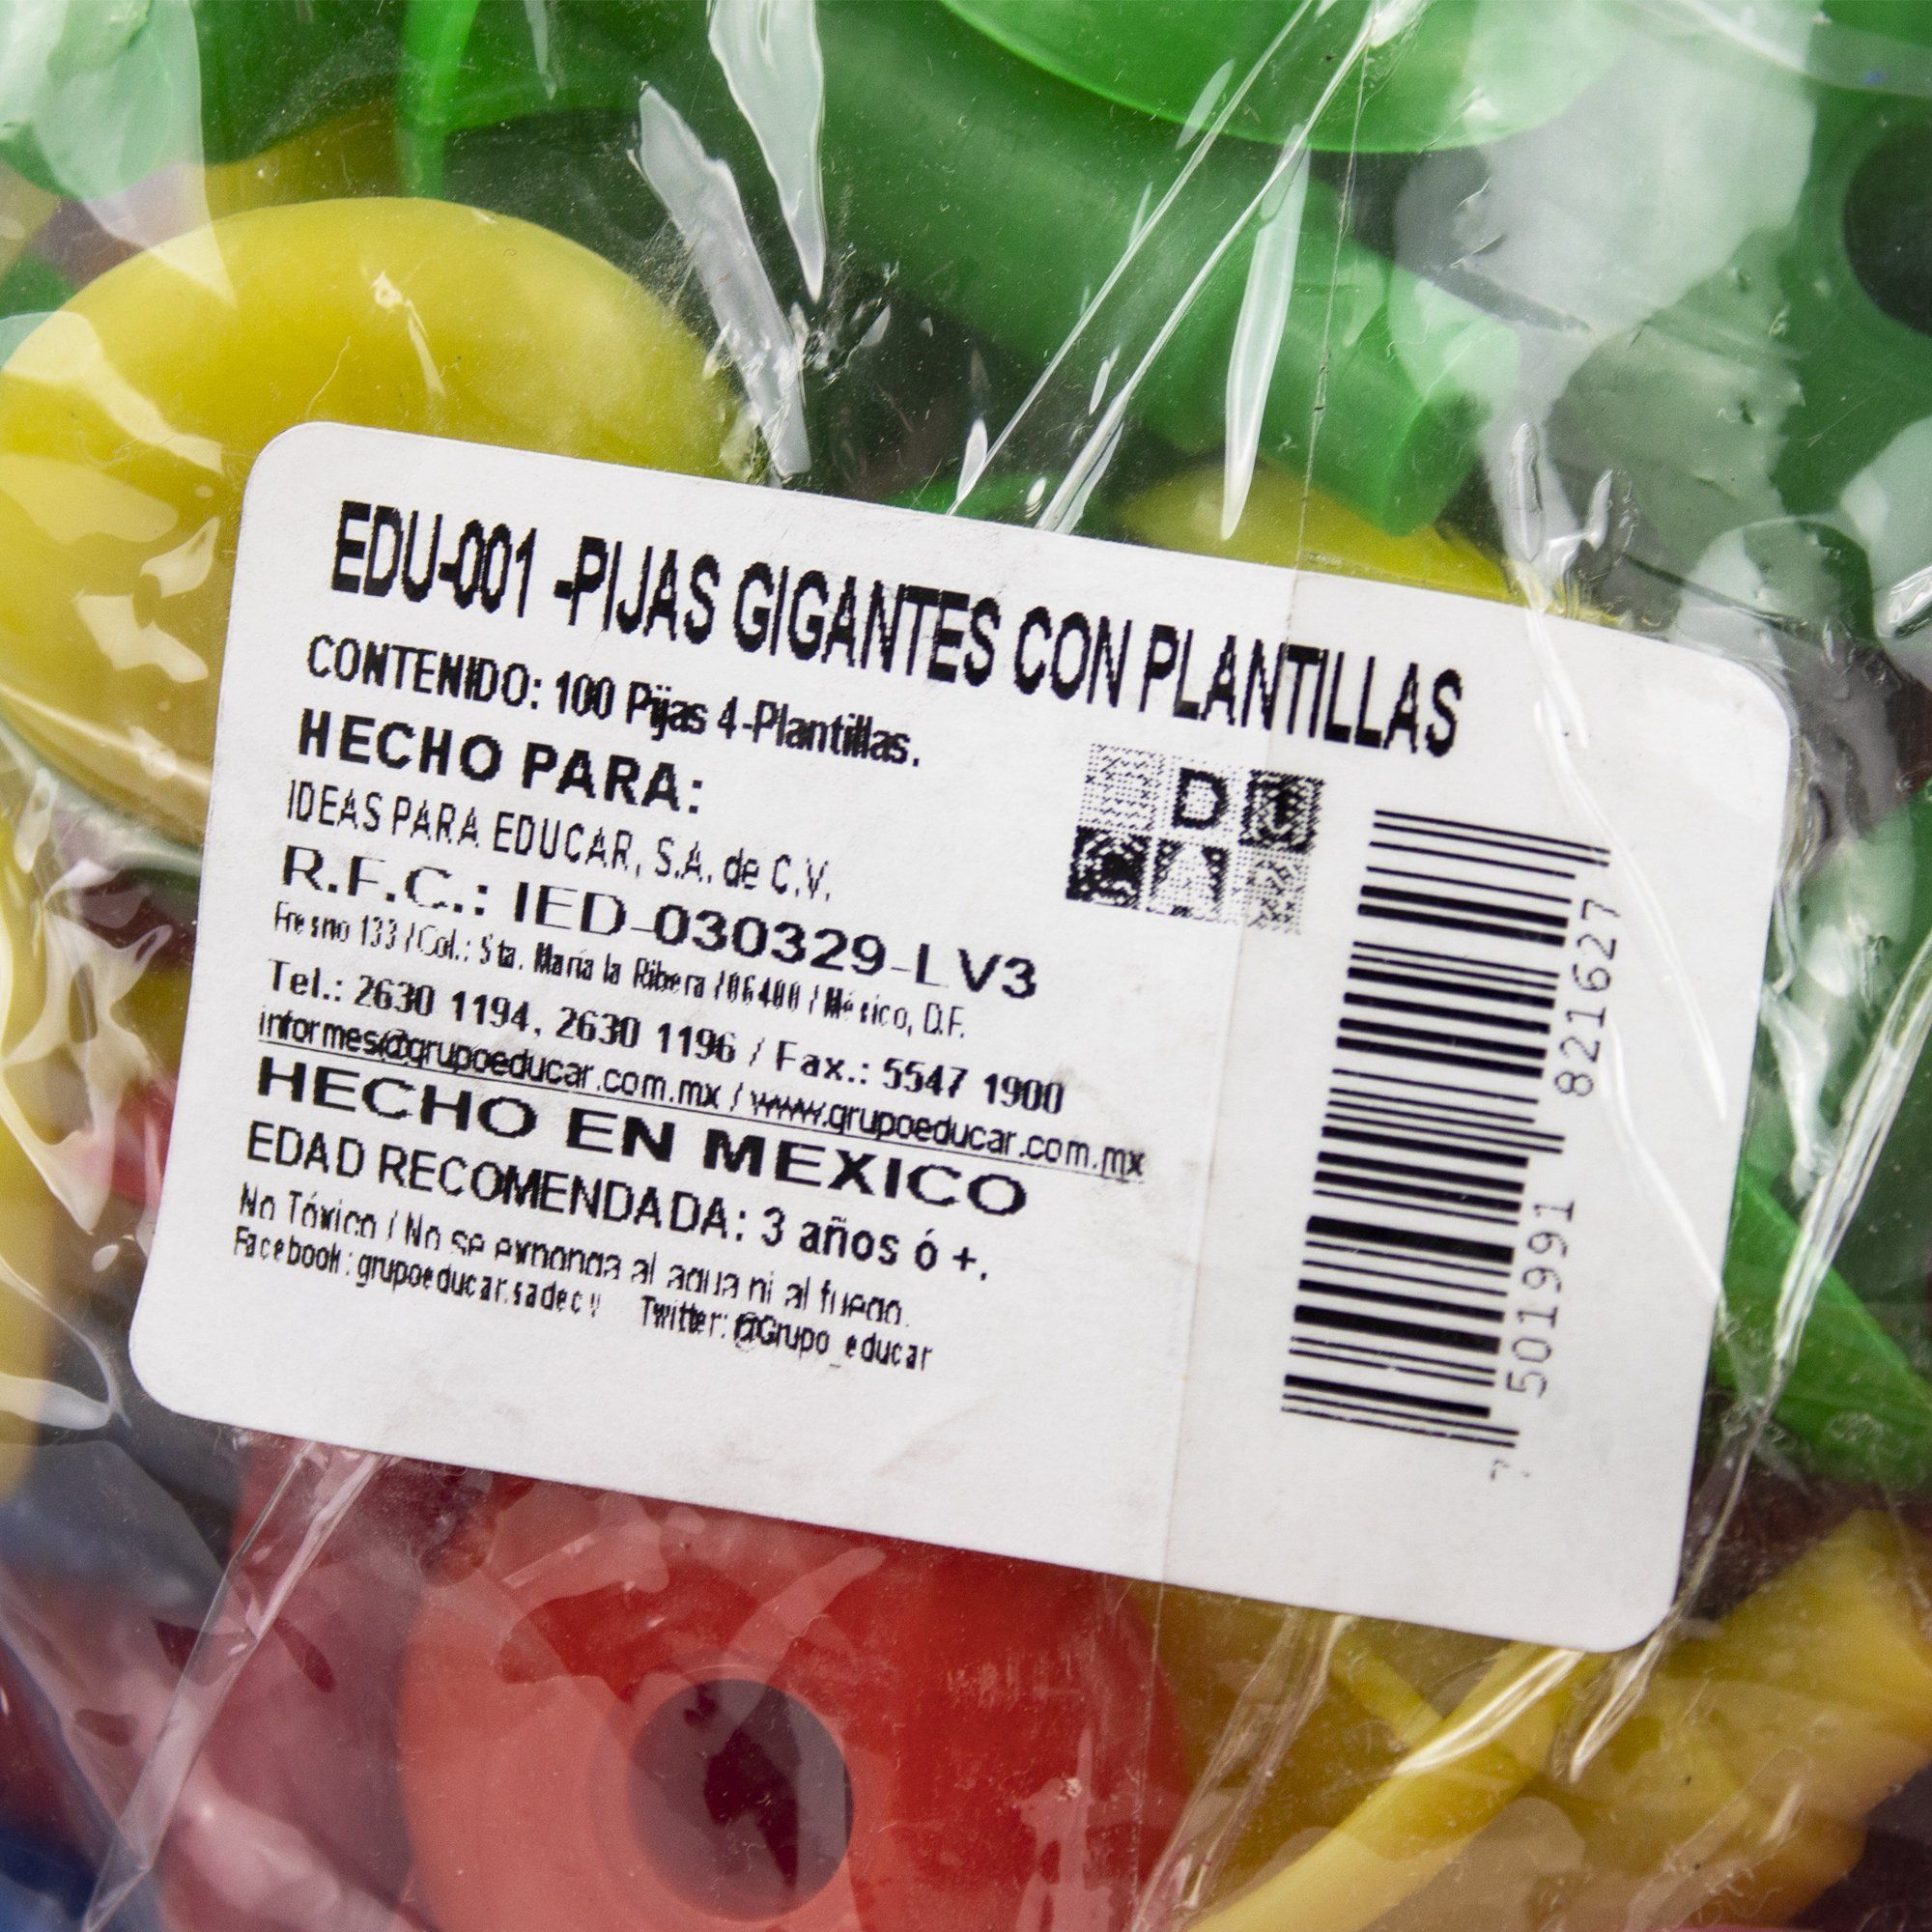 EDU-001 -PIJAS GIGANTES CON PLANTILLAS
CONTENIDO: 100 Pijas 4-Plantillas.
HECHO PARA:
IDEAS PARA EDUCAR, S.A. de C.V.
R.F.C.: IED-030329-LV3
Fresno 133 / Col.: Sta. María la Ribera / 06400 / México, D.F.
Tel.: 2630 1194, 2630 1196 / Fax.: 5547 1900
informes@grupoeducar.com.mx / www.grupoeducar.com.mx
HECHO EN MEXICO
EDAD RECOMENDADA: 3 años ó +.
No Tóxico / No se exponga al agua ni al fuego.
Facebook: grupoeducar.sadecv Twitter: @Grupo_educar
EDUCAR
7 501991 821627